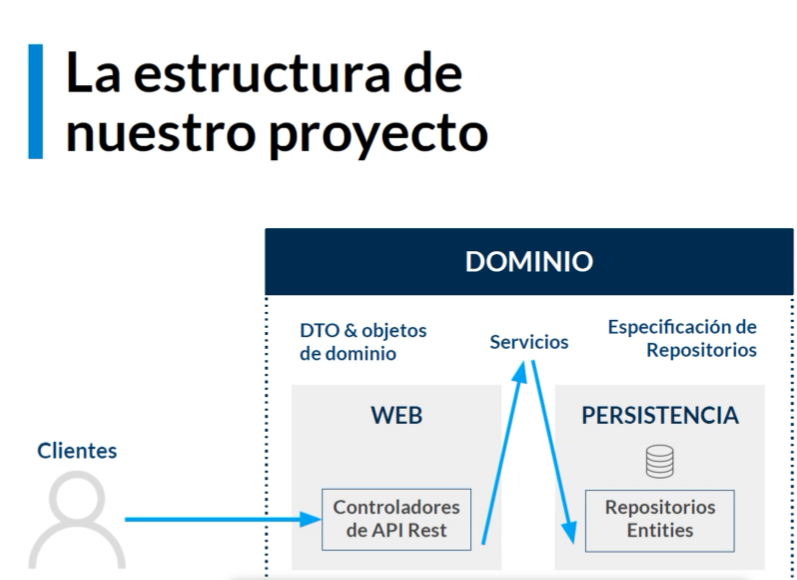 La estructura de
nuestro proyecto
DOMINIO
DTO & objetos
de dominio
Servicios
Especificación de
Repositorios
WEB
PERSISTENCIA
Clientes
Controladores
de API Rest
Repositorios
Entities